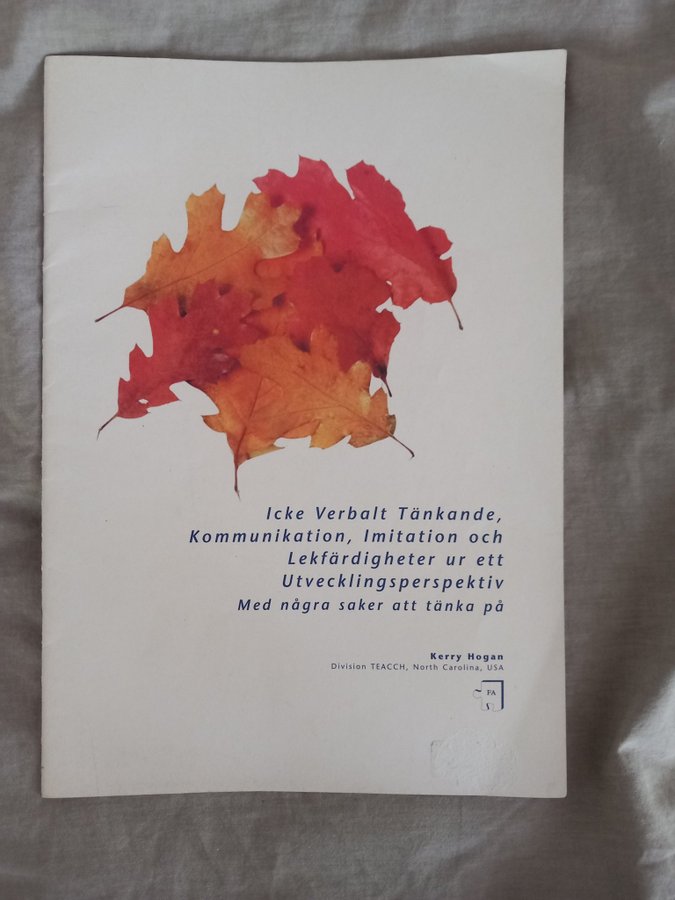 Icke Verbalt Tänkande,
Kommunikation, Imitation och
Lekfärdigheter ur ett
Utvecklingsperspektiv
Med några saker att tänka på
Kerry Hogan
Division TEACCH, North Carolina, USA
FA